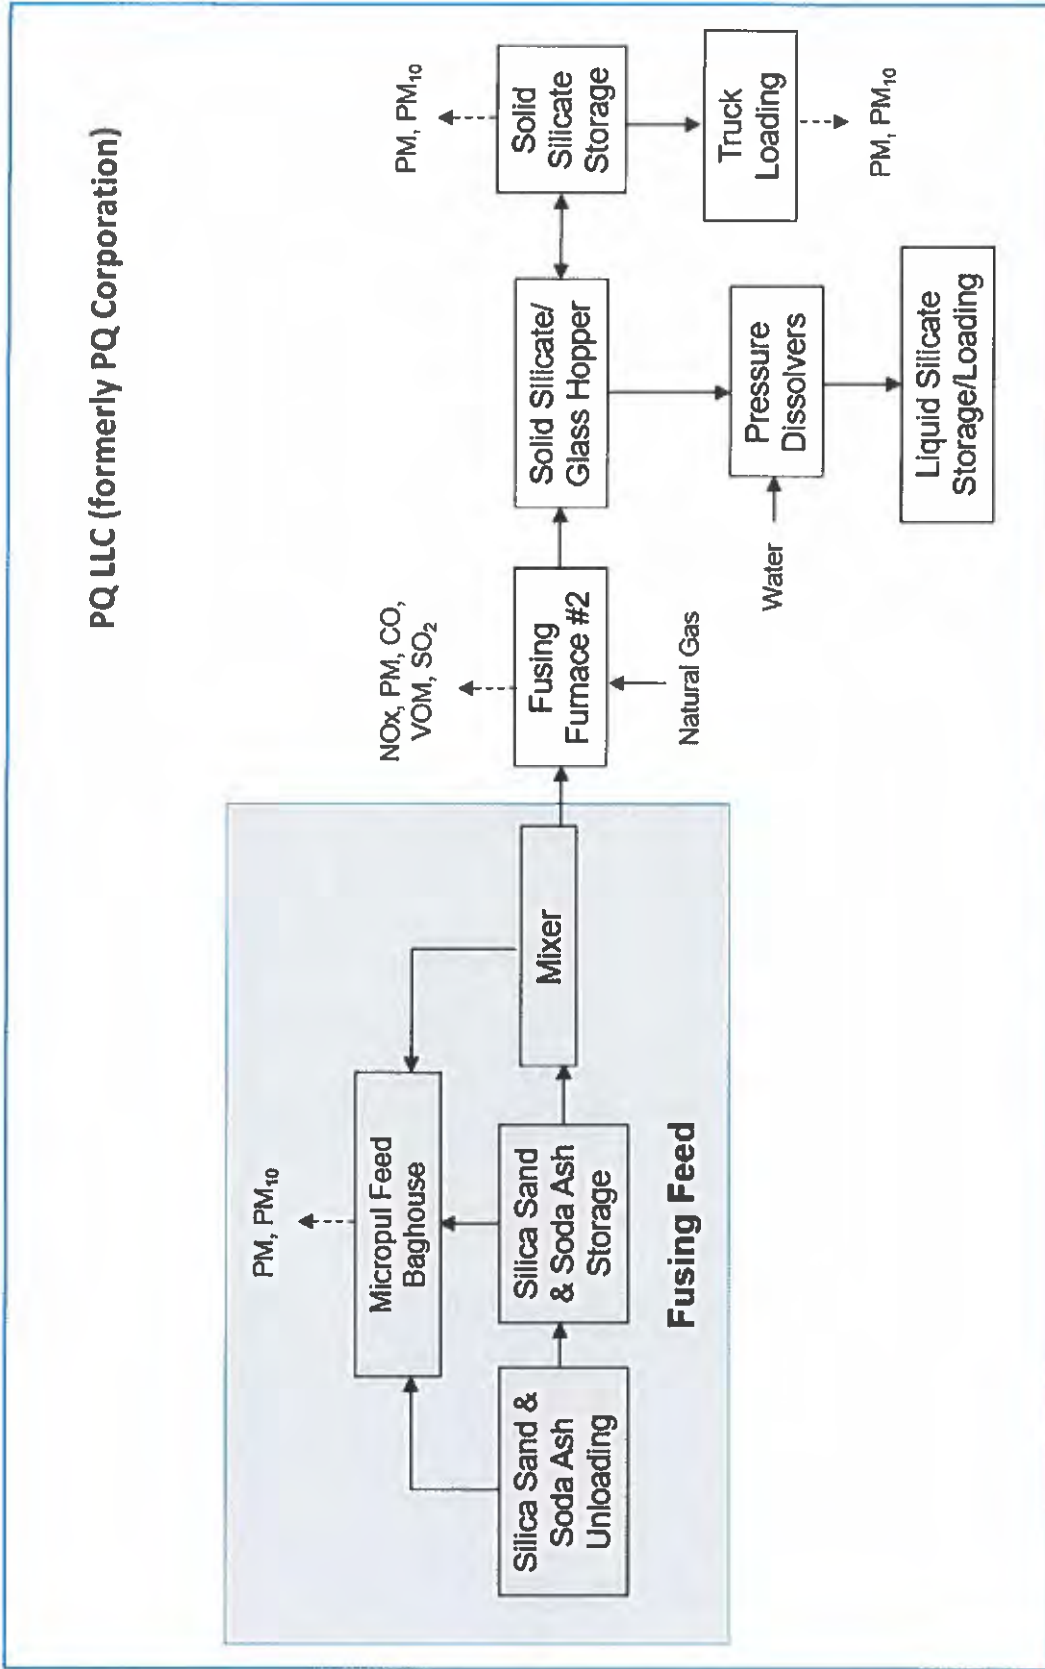 PQ LLC (formerly PQ Corporation)
PM, PM₁₀
Micropul Feed
Baghouse
Silica Sand &
Soda Ash
Unloading
Silica Sand
& Soda Ash
Storage
Mixer
Fusing Feed
NOx, PM, CO,
VOM, SO₂
Fusing
Furnace #2
Natural Gas
Solid Silicate/
Glass Hopper
Water
Pressure
Dissolvers
Liquid Silicate
Storage/Loading
PM, PM₁₀
Solid
Silicate
Storage
Truck
Loading
PM, PM₁₀